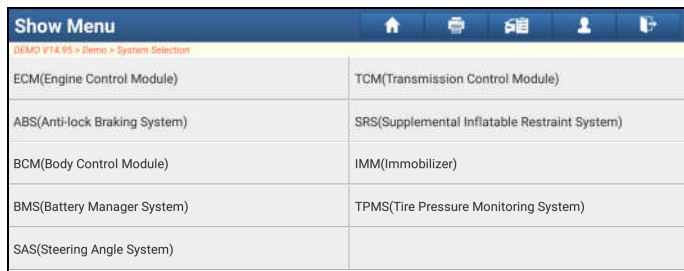 Show Menu
DEMO V14.95 > Demo > System Selection
ECM(Engine Control Module)
TCM(Transmission Control Module)
ABS(Anti-lock Braking System)
SRS(Supplemental Inflatable Restraint System)
BCM(Body Control Module)
IMM(Immobilizer)
BMS(Battery Manager System)
TPMS(Tire Pressure Monitoring System)
SAS(Steering Angle System)